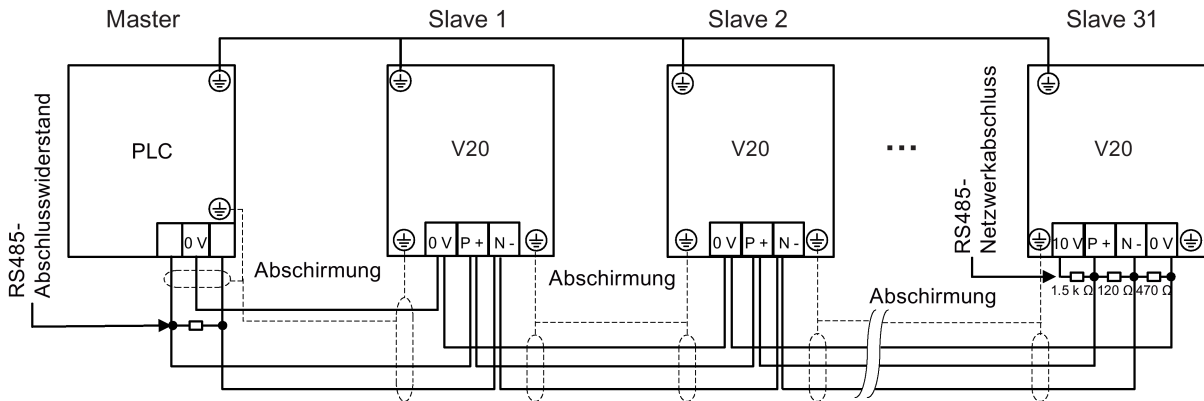 Master
Slave 1
Slave 2
Slave 31
RS485-
Abschlusswiderstand
PLC
V20
V20
...
RS485-
Netzwerkabschluss
V20
0 V
0 V
P +
N -
0 V
P +
N -
10 V
P +
N -
0 V
Abschirmung
Abschirmung
Abschirmung
1.5 k Ω
120 Ω
470 Ω